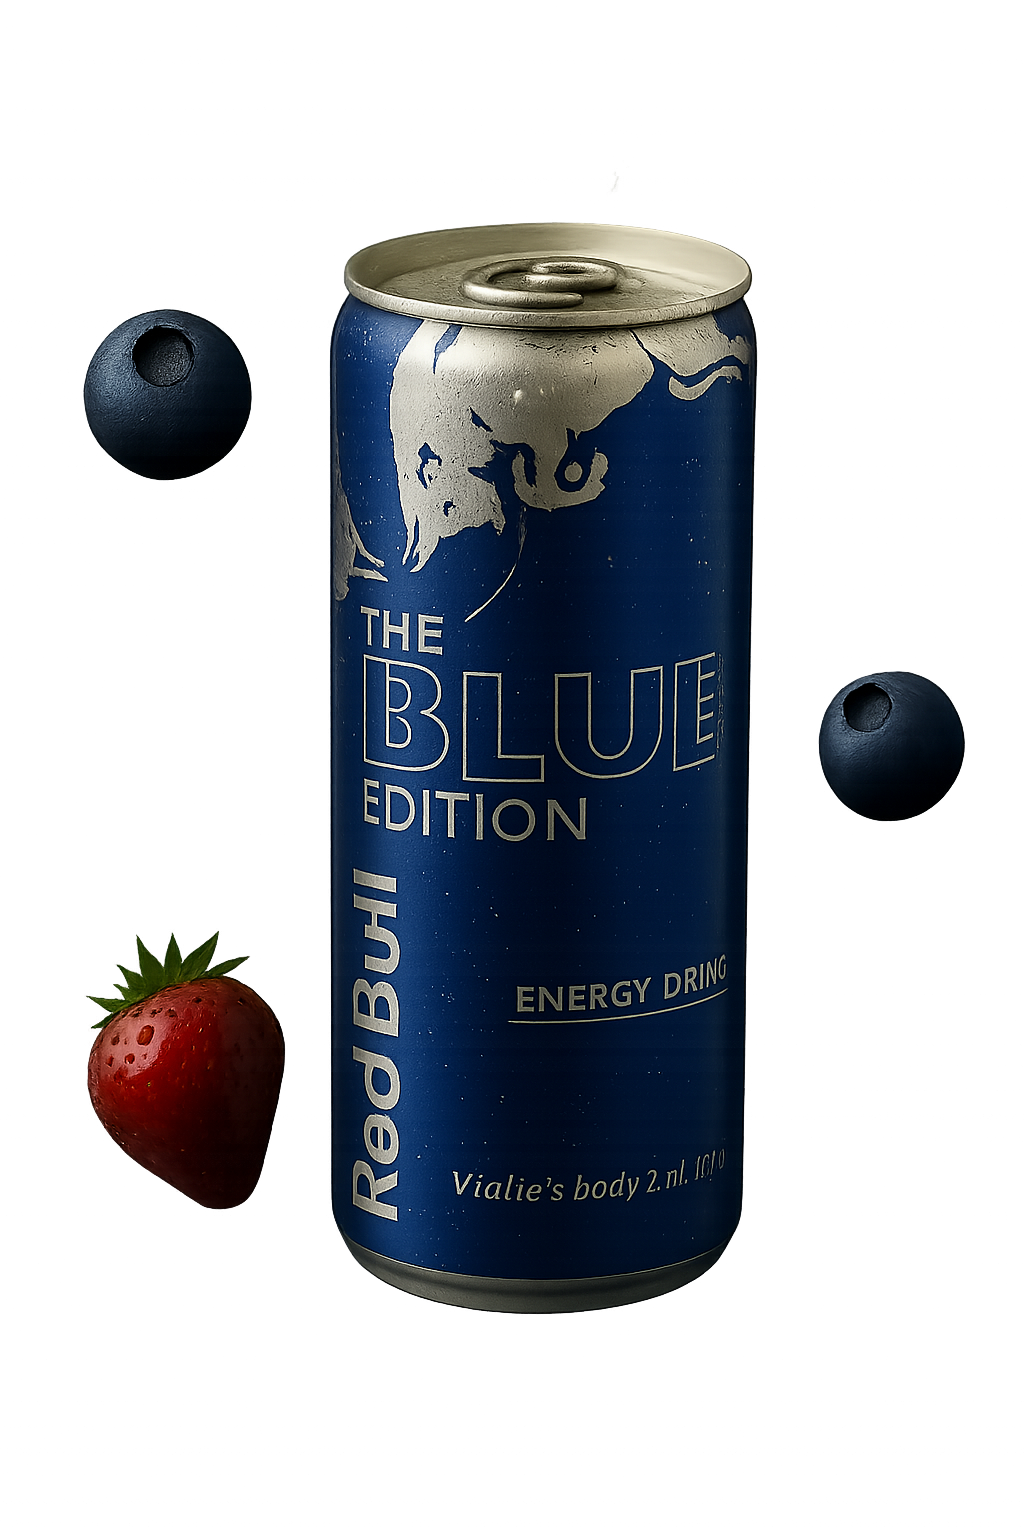 THE
BLUE
EDITION
Red Bull
ENERGY DRING
Vialie's body 2. nl.